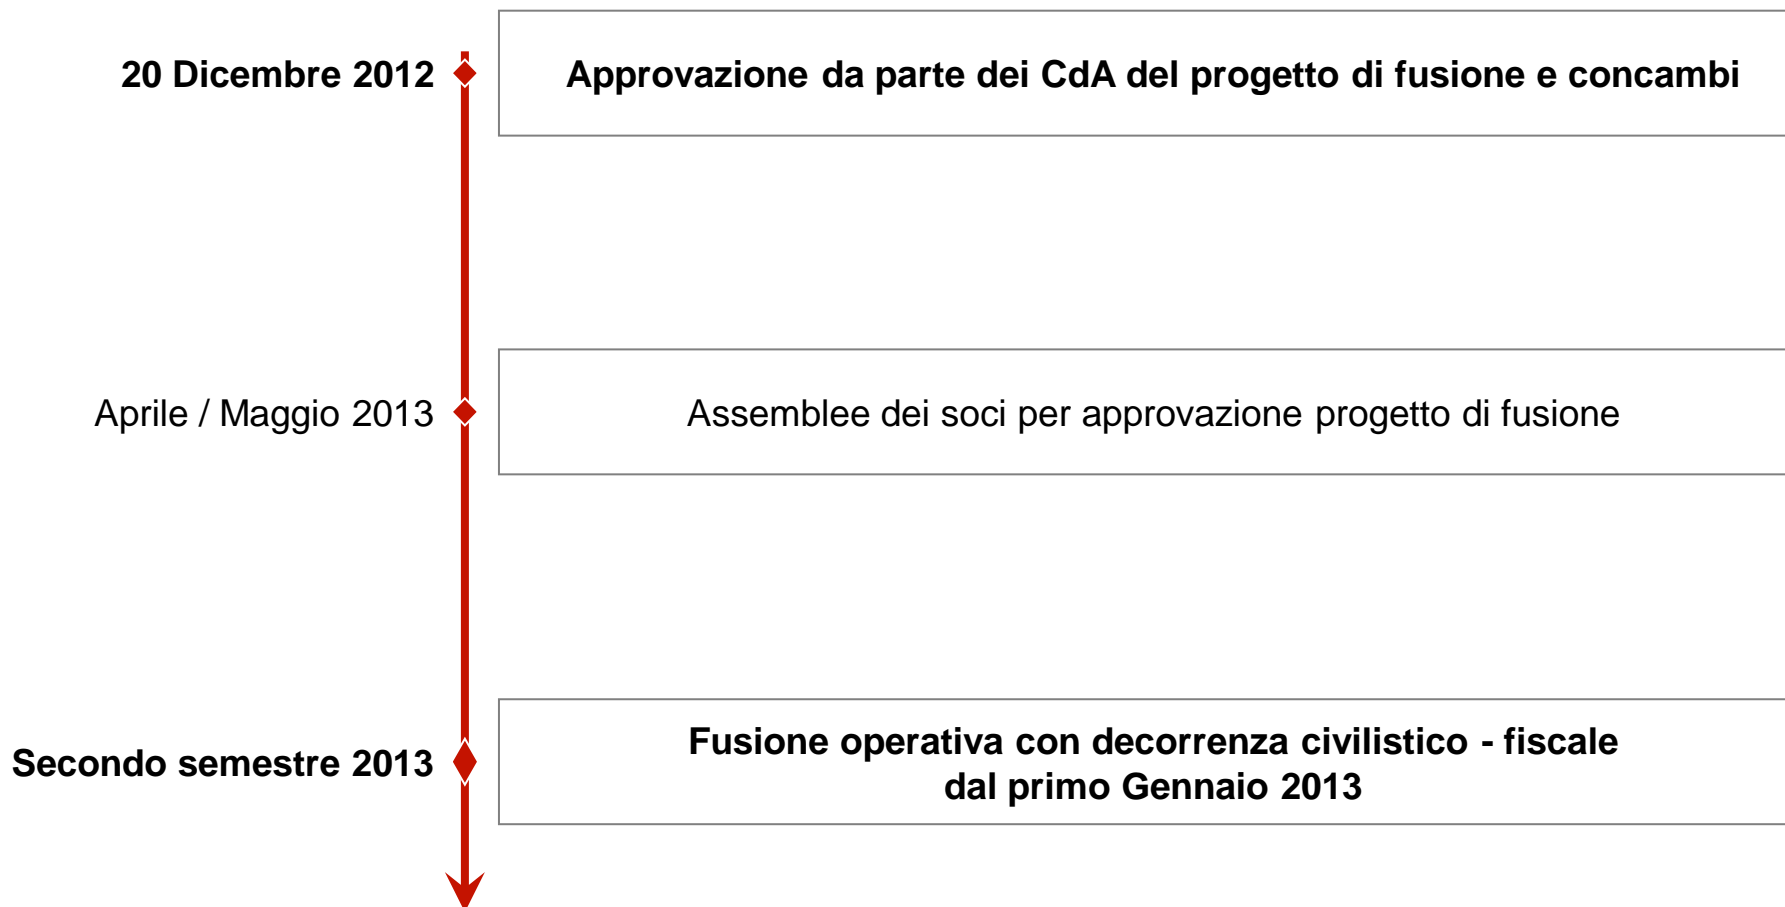 20 Dicembre 2012
Approvazione da parte dei CdA del progetto di fusione e concambi
Aprile / Maggio 2013
Assemblee dei soci per approvazione progetto di fusione
Secondo semestre 2013
Fusione operativa con decorrenza civilistico - fiscale
dal primo Gennaio 2013